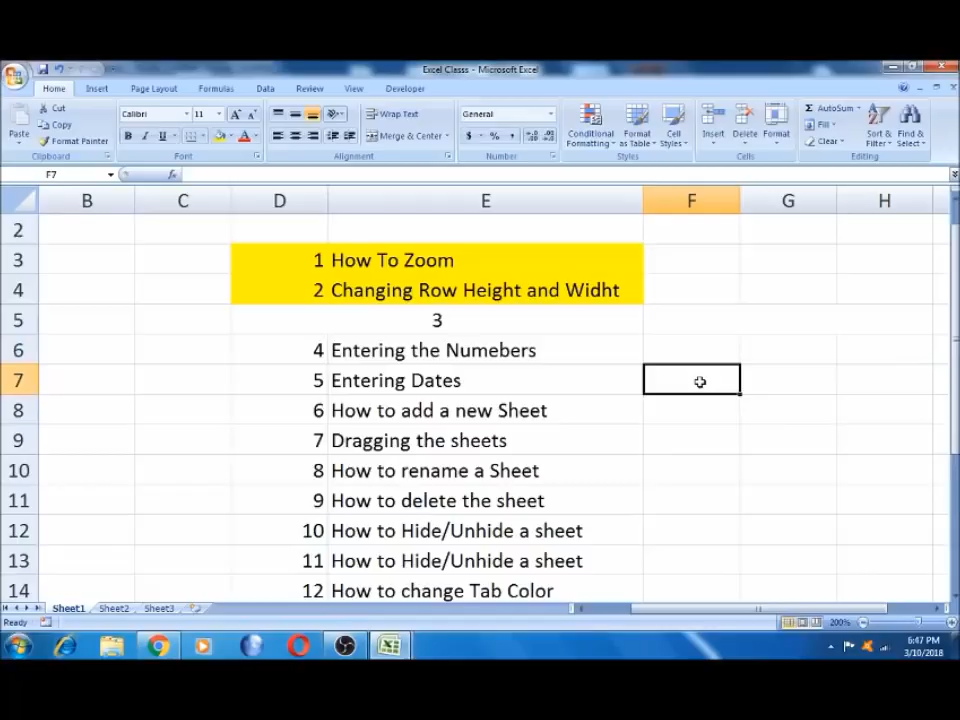 Excel Classs - Microsoft Excel
Home Insert Page Layout Formulas Data Review View Developer
Cut
Copy
Format Painter
Paste
Calibri 11
Wrap Text
Merge & Center
General
Conditional Formatting
Format as Table
Cell Styles
Insert Delete Format
AutoSum
Fill
Clear
Sort & Filter
Find & Select
Clipboard Font Alignment Number Styles Cells Editing
F7 fx
B C D E F G H
2
3 1 How To Zoom
4 2 Changing Row Height and Widht
5 3
6 4 Entering the Numebers
7 5 Entering Dates
8 6 How to add a new Sheet
9 7 Dragging the sheets
10 8 How to rename a Sheet
11 9 How to delete the sheet
12 10 How to Hide/Unhide a sheet
13 11 How to Hide/Unhide a sheet
14 12 How to change Tab Color
Sheet1 Sheet2 Sheet3
Ready 200%
6:47 PM
3/10/2018